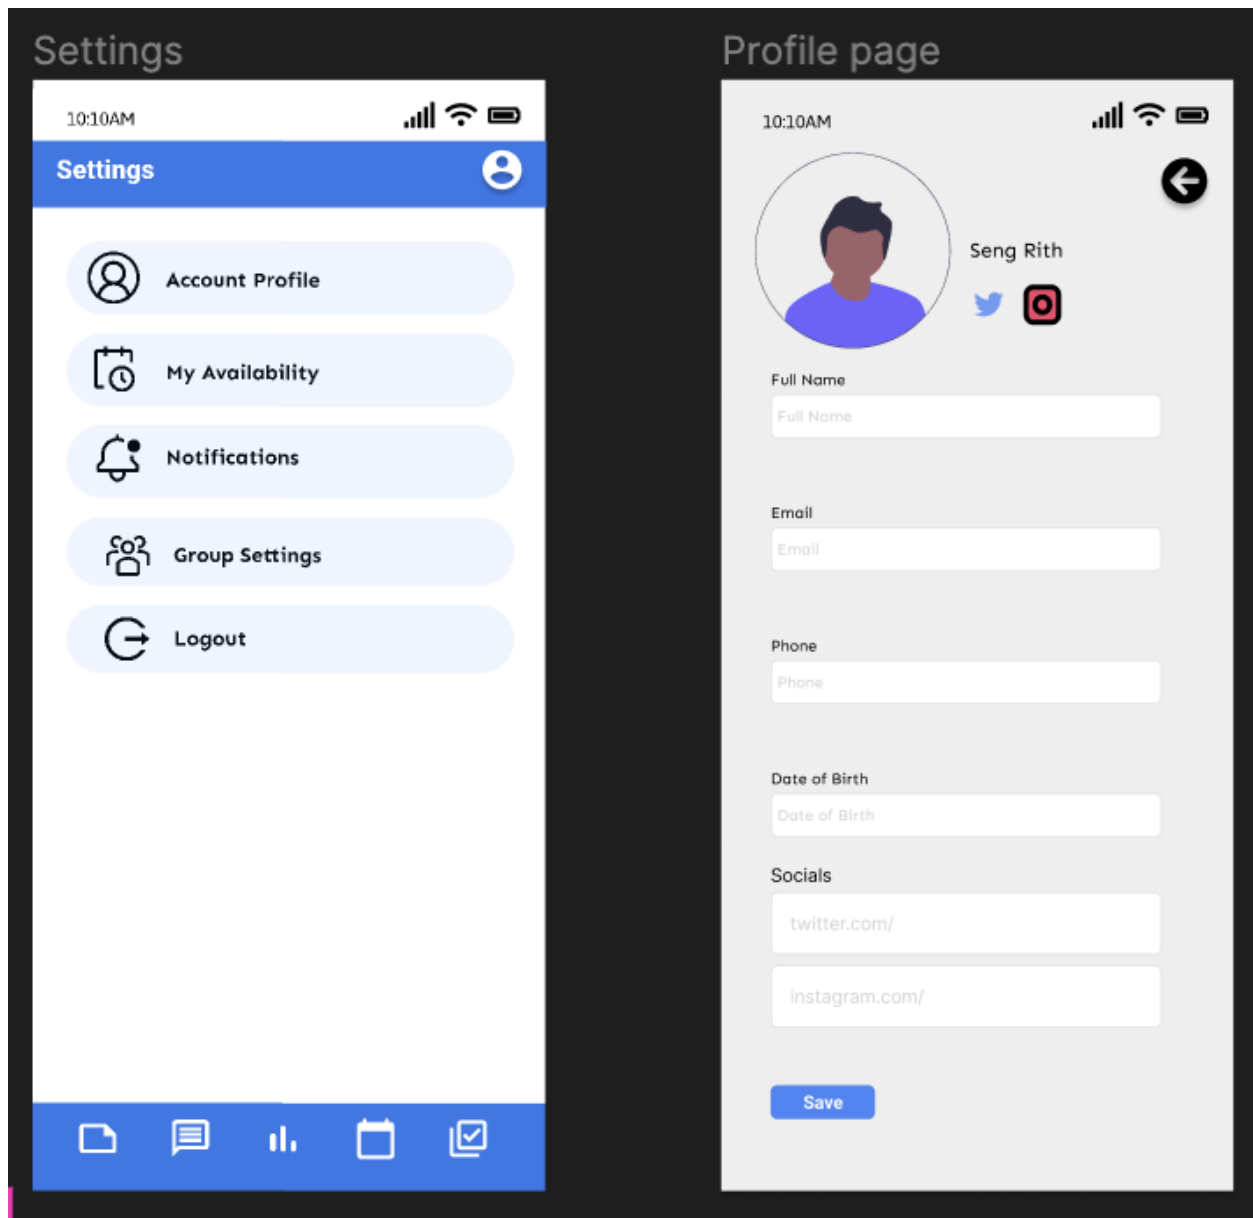 Settings
10:10AM
Settings
Account Profile
My Availability
Notifications
Group Settings
Logout
Profile page
10:10AM
Seng Rith
Full Name
Full Name
Email
Email
Phone
Phone
Date of Birth
Date of Birth
Socials
twitter.com/
instagram.com/
Save